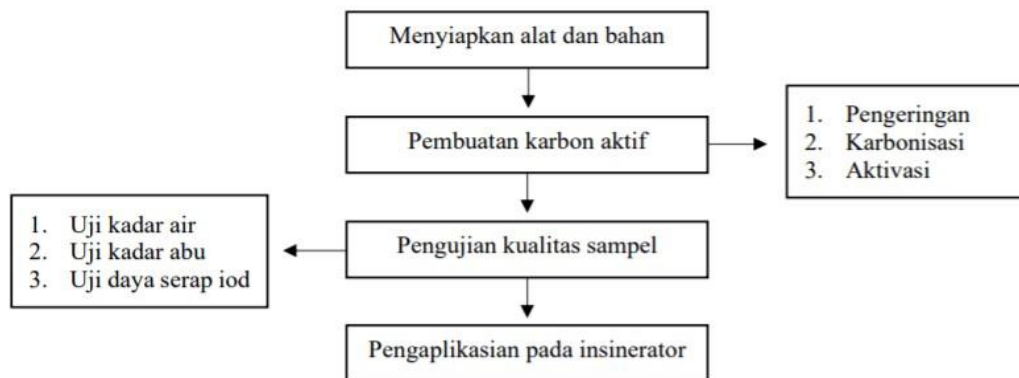 Menyiapkan alat dan bahan
Pembuatan karbon aktif
1. Pengeringan
2. Karbonisasi
3. Aktivasi
Pengujian kualitas sampel
1. Uji kadar air
2. Uji kadar abu
3. Uji daya serap iod
Pengaplikasian pada insinerator